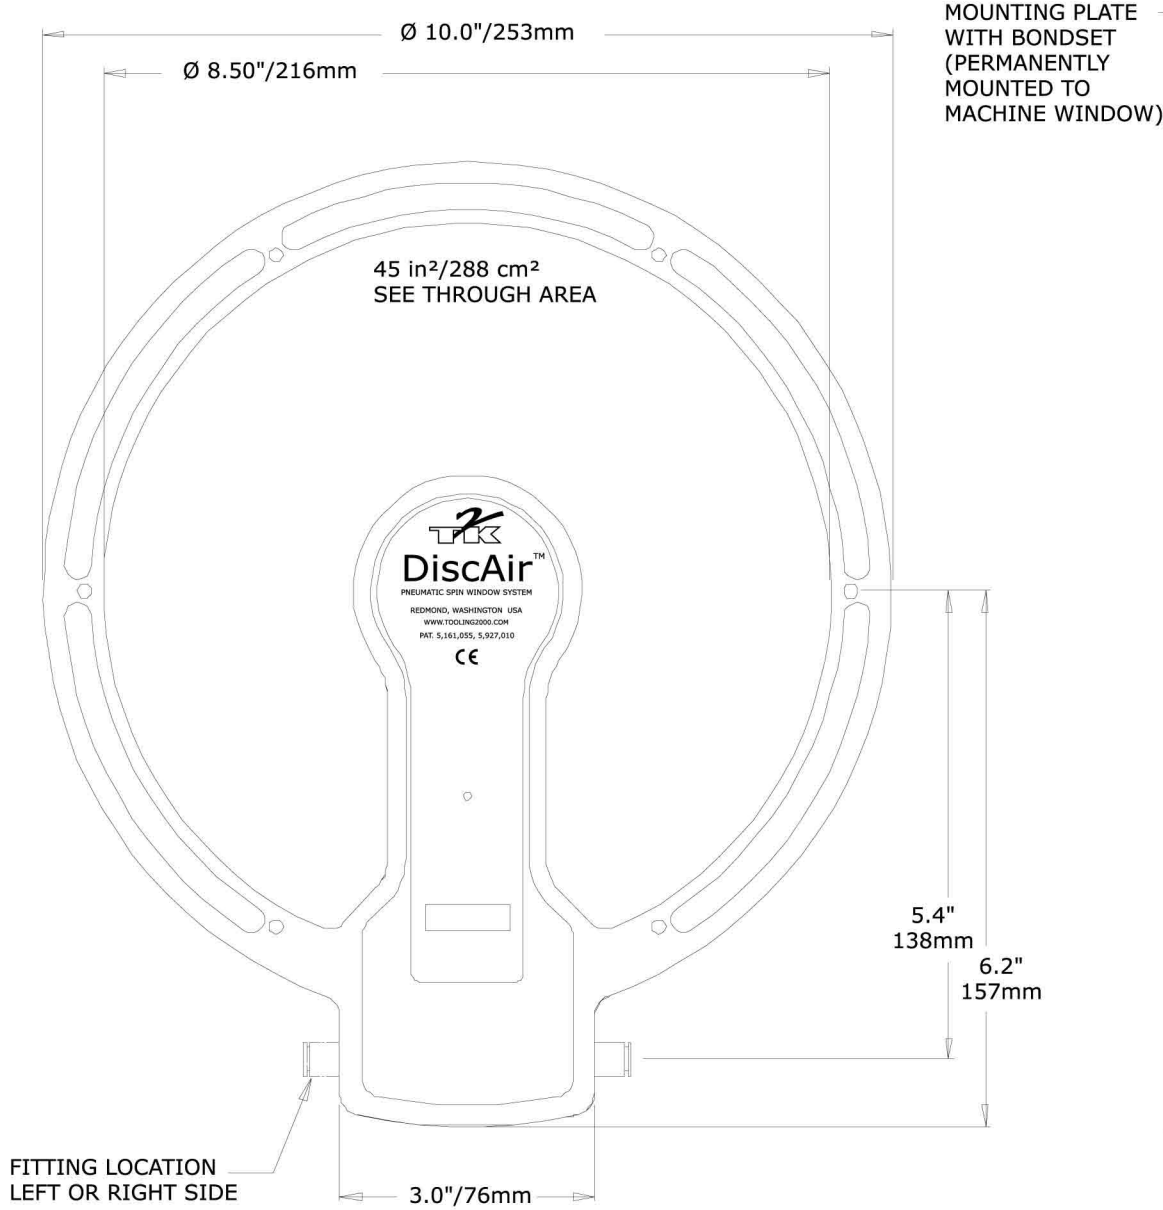 MOUNTING PLATE
WITH BONDSET
(PERMANENTLY
MOUNTED TO
MACHINE WINDOW)
Ø 10.0"/253mm
Ø 8.50"/216mm
45 in²/288 cm²
SEE THROUGH AREA
T2K
DiscAir™
PNEUMATIC SPIN WINDOW SYSTEM
REDMOND, WASHINGTON USA
WWW.TOOLING2000.COM
PAT. 5,161,055, 5,927,010
CE
5.4"
138mm
6.2"
157mm
FITTING LOCATION
LEFT OR RIGHT SIDE
3.0"/76mm